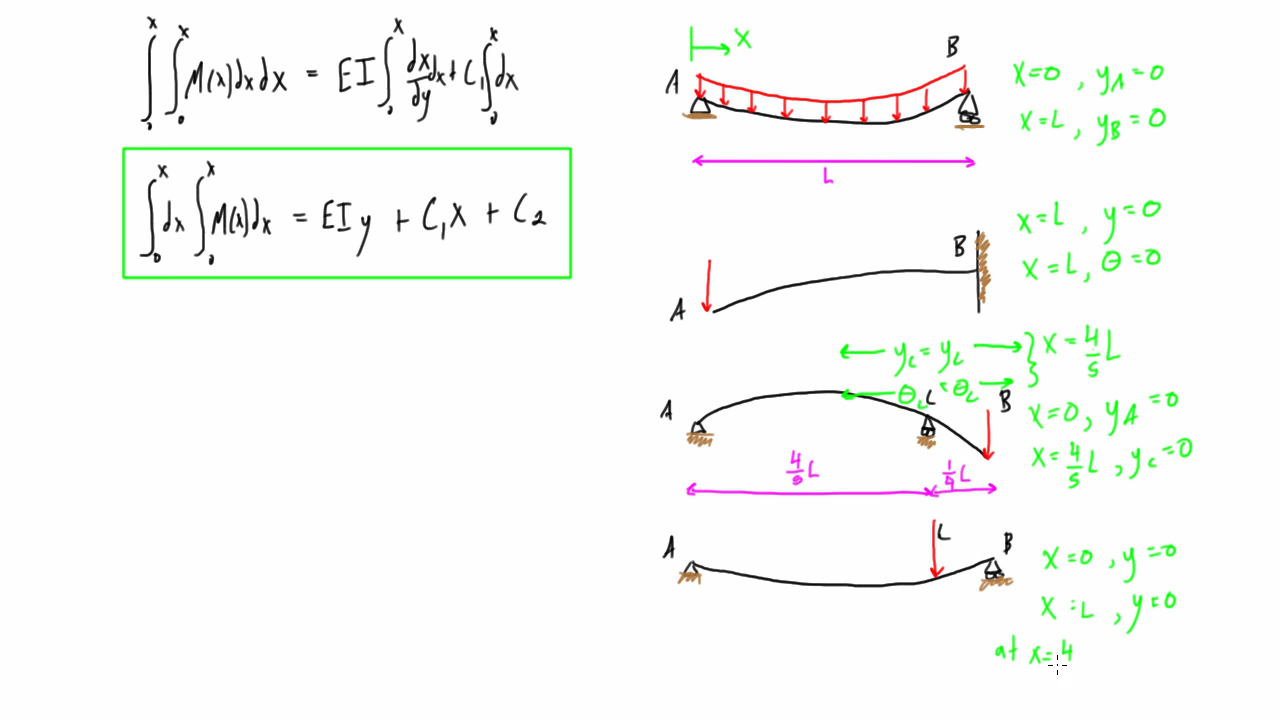 ∫₀ˣ ∫₀ˣ M(x)dx dx = EI ∫₀ˣ dx/dy dx + C₁ ∫₀ˣ dx
∫₀ˣ dx ∫₀ˣ M(x)dx = EI y + C₁X + C₂
X
A
B
X=0 , yA=0
X=L , yB=0
L
X=L , y=0
B
X=L, θ=0
A
yC = yC } X = 4/5 L
θC = θC
A
C
B
X=0, yA=0
X=4/5 L , yC=0
4/5 L
1/9 L
A
C
B
X=0 , y=0
X=L , y=0
at x=4